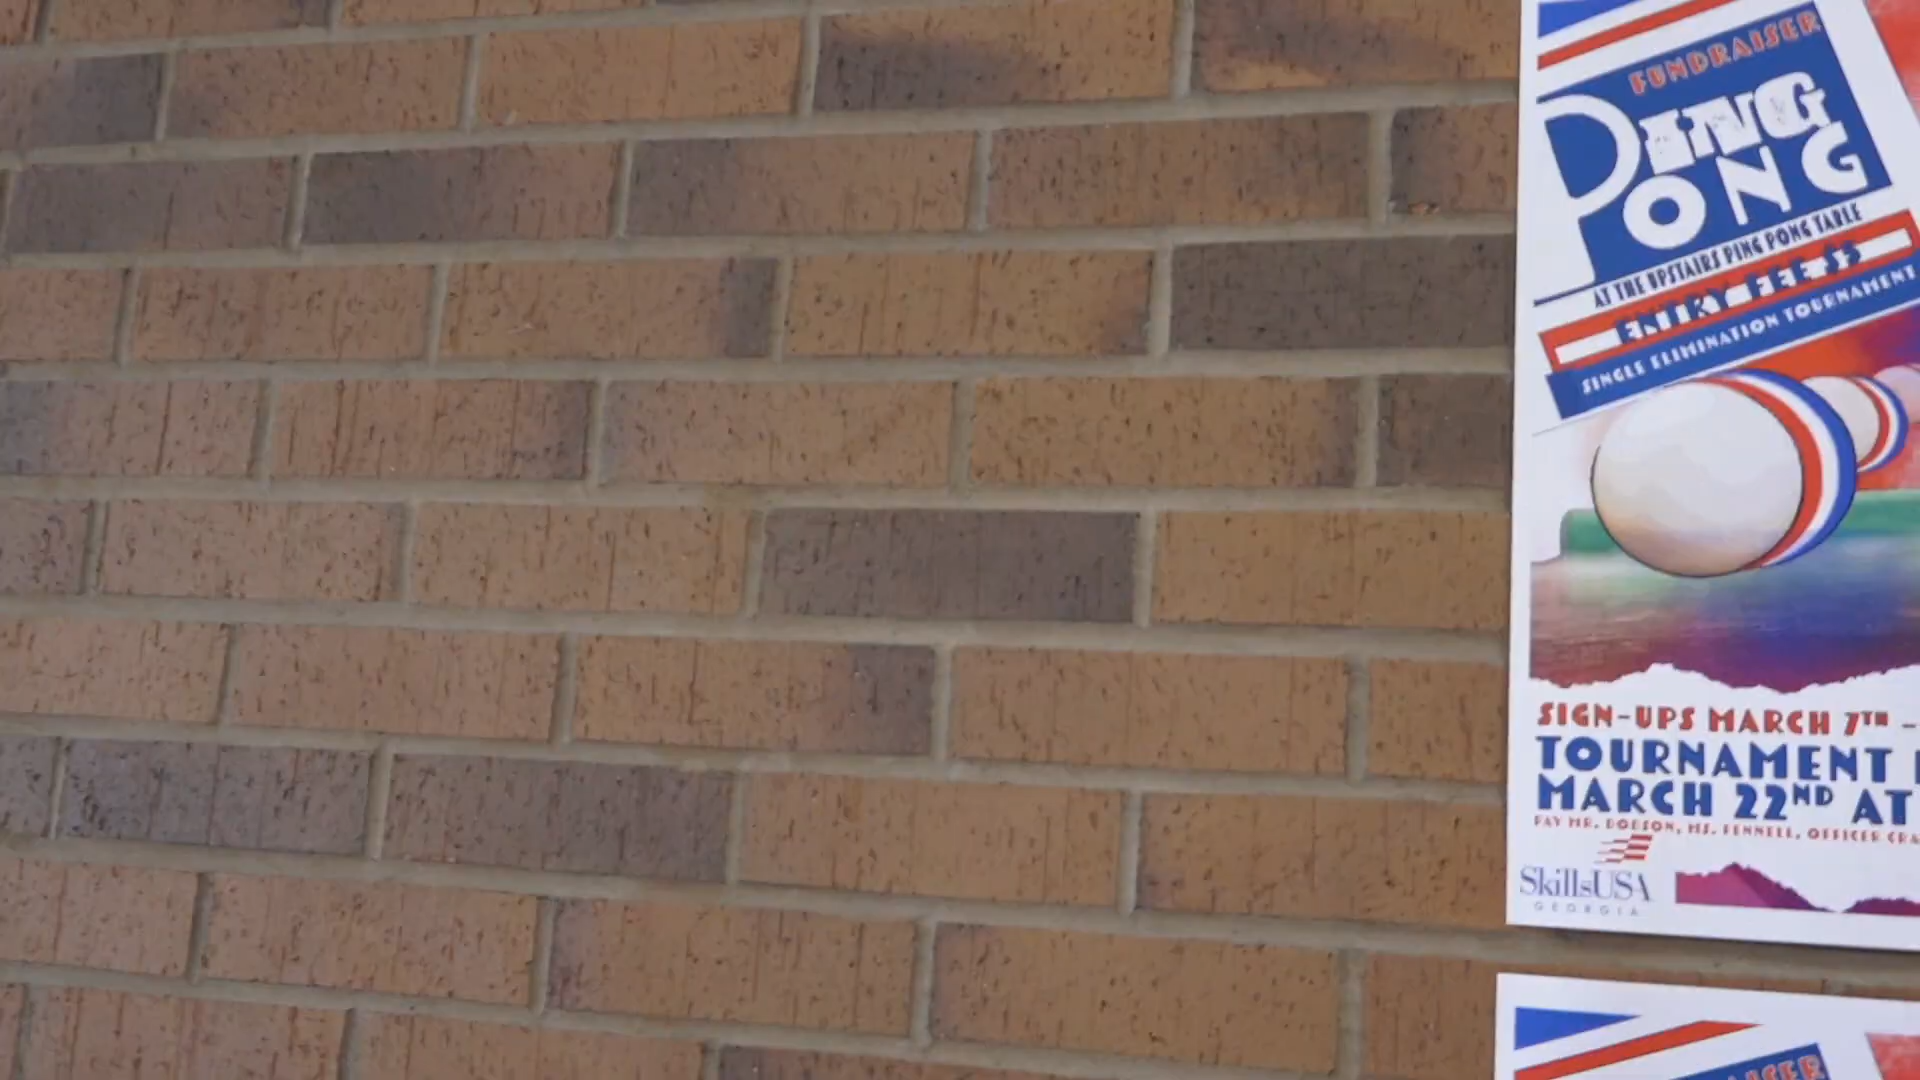 FUNDRAISER
PING
PONG
AT THE UPSTAIRS PING PONG TABLE
ENTRY FEE $5
SINGLE ELIMINATION TOURNAMENT
SIGN-UPS MARCH 7TH -
TOURNAMENT
MARCH 22ND AT
PAY MR. DOBSON, MS. FENNELL, OFFICER
SkillsUSA
GEORGIA